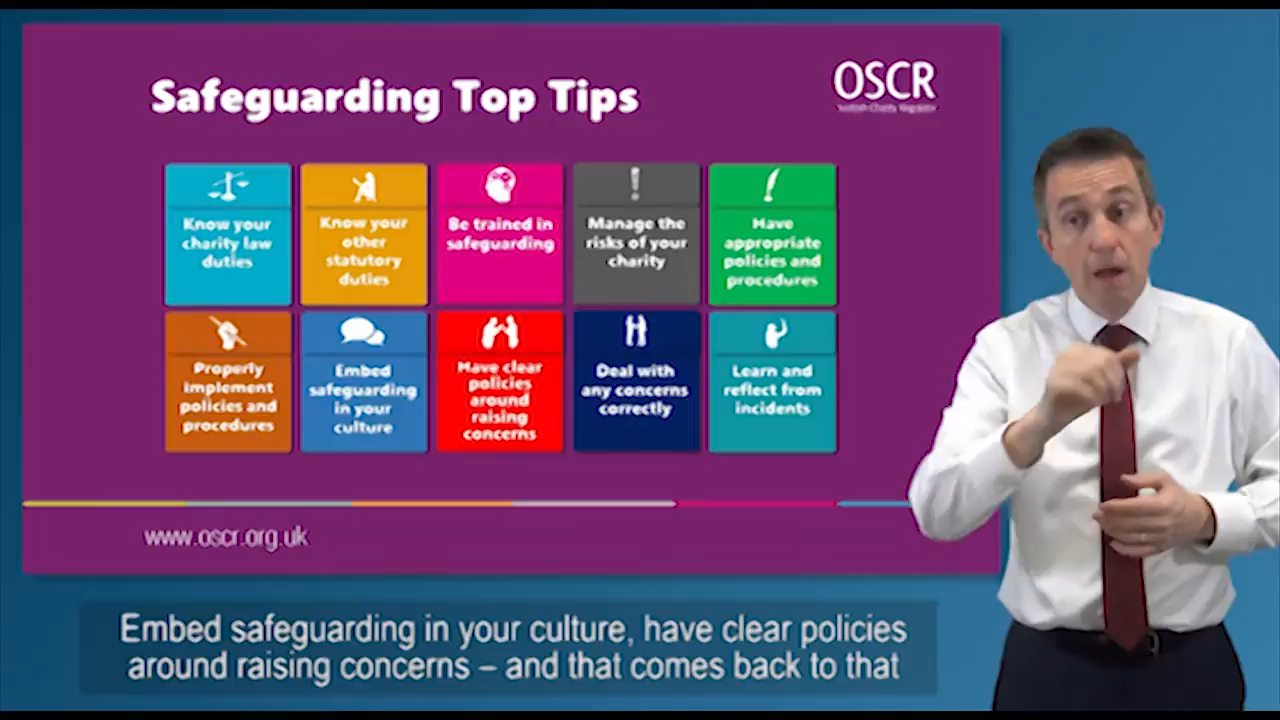 Safeguarding Top Tips
OSCR
Scottish Charity Regulator
Know your
charity law
duties
Know your
other
statutory
duties
Be trained in
safeguarding
Manage the
risks of your
charity
Have
appropriate
policies and
procedures
Properly
implement
policies and
procedures
Embed
safeguarding
in your
culture
Have clear
policies
around
raising
concerns
Deal with
any concerns
correctly
Learn and
reflect from
incidents
www.oscr.org.uk
Embed safeguarding in your culture, have clear policies
around raising concerns – and that comes back to that